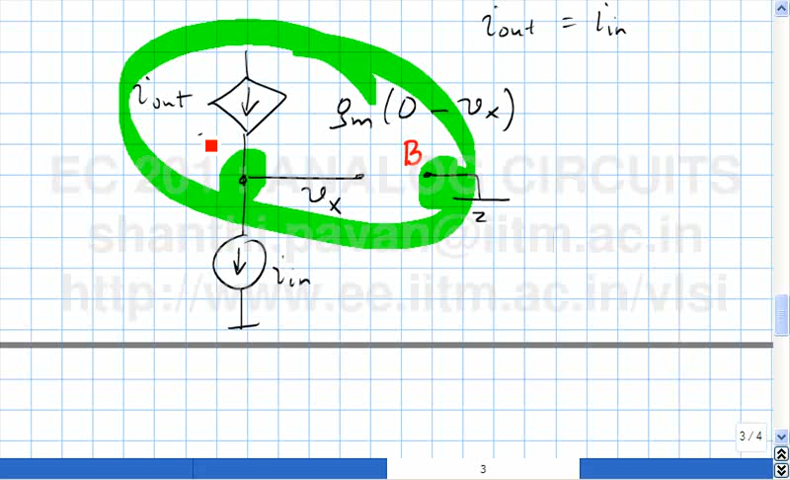 iout = iin
iout
gm(0 - vx)
B
EC 201 ANALOG CIRCUITS
vx
2
shanthi.pavan@iitm.ac.in
iin
http://www.ee.iitm.ac.in/vlsi
3 / 4
3